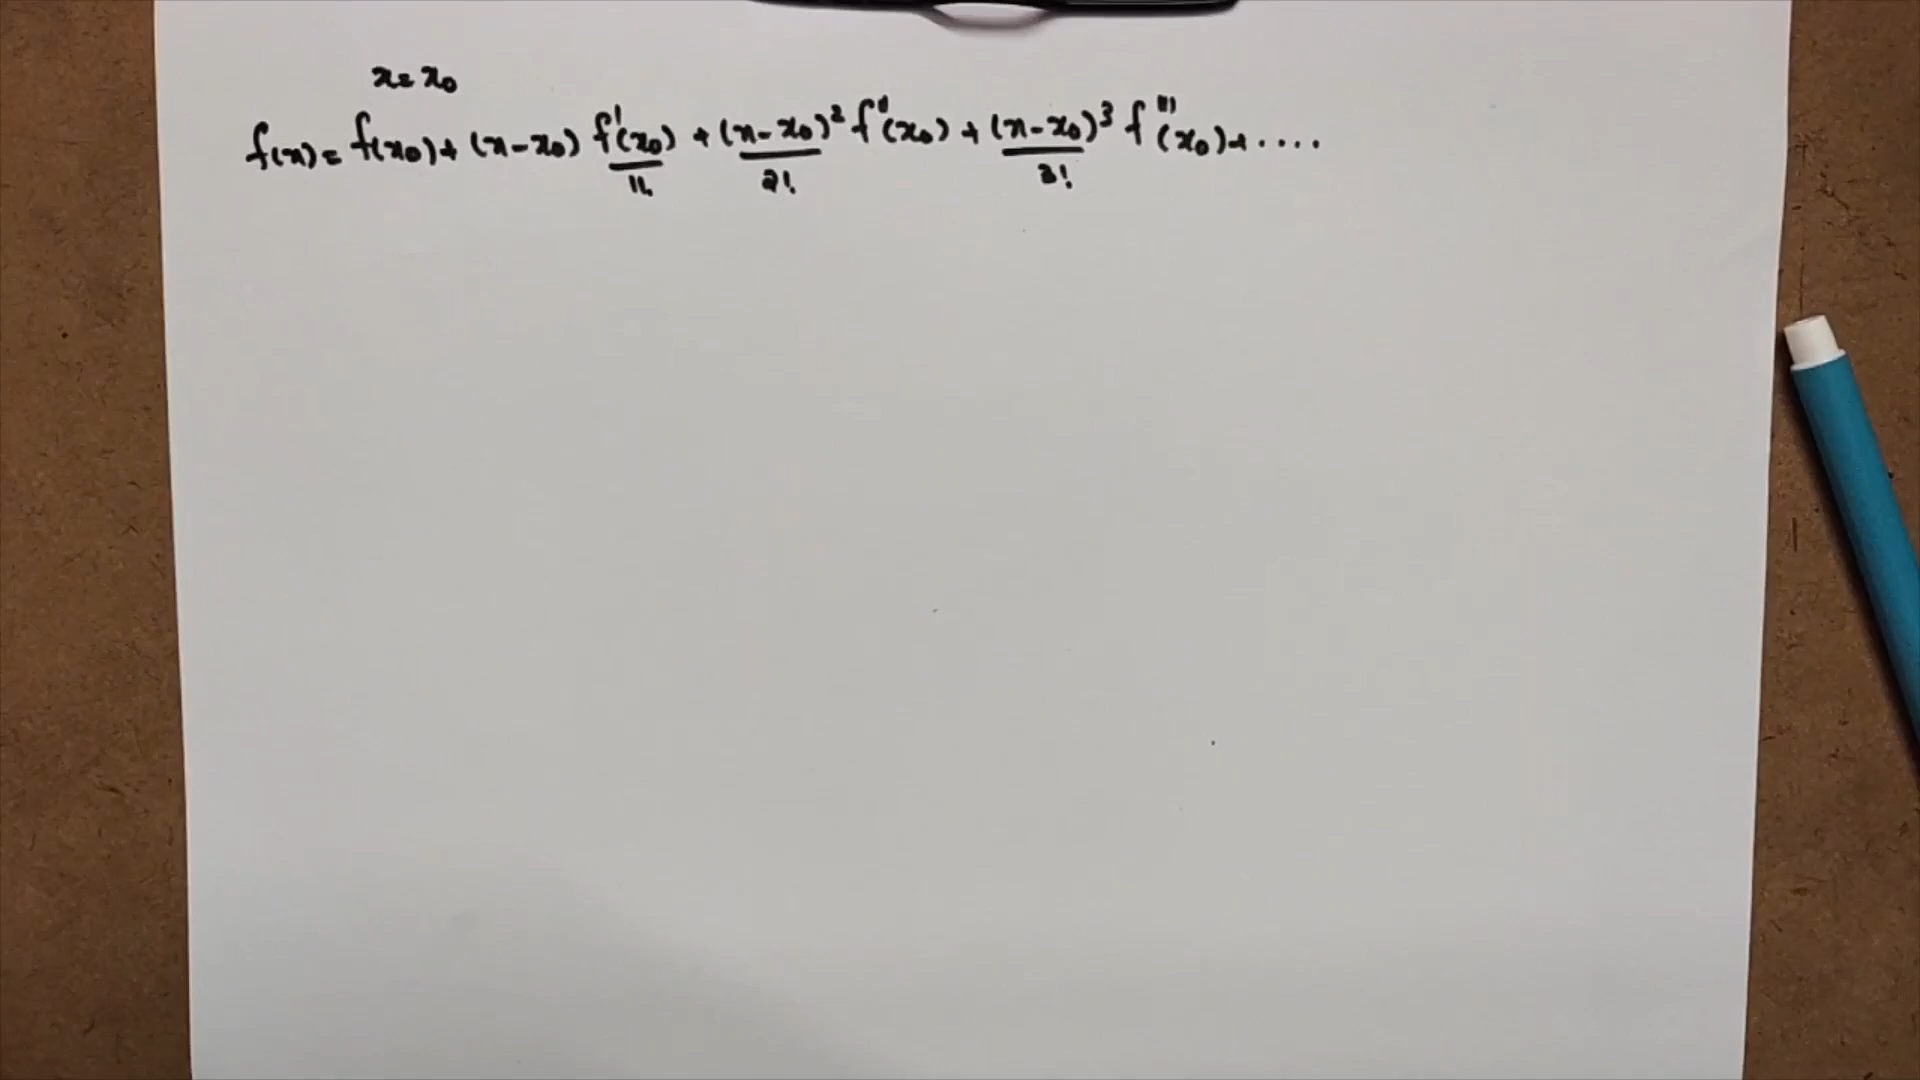 x = x₀
f(x) = f(x₀) + (x - x₀) f'(x₀)/1! + (x - x₀)²/2! f''(x₀) + (x - x₀)³/3! f'''(x₀) + ....